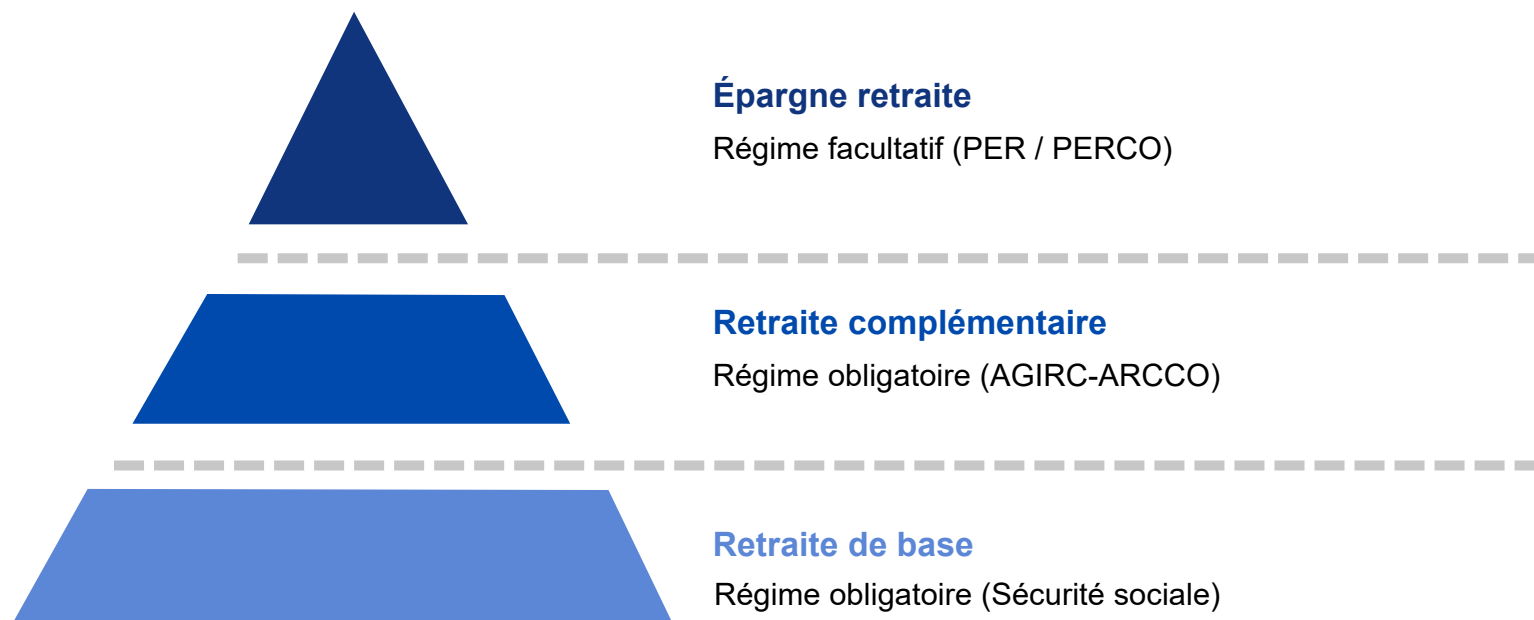 Épargne retraite
Régime facultatif (PER / PERCO)
Retraite complémentaire
Régime obligatoire (AGIRC-ARCCO)
Retraite de base
Régime obligatoire (Sécurité sociale)